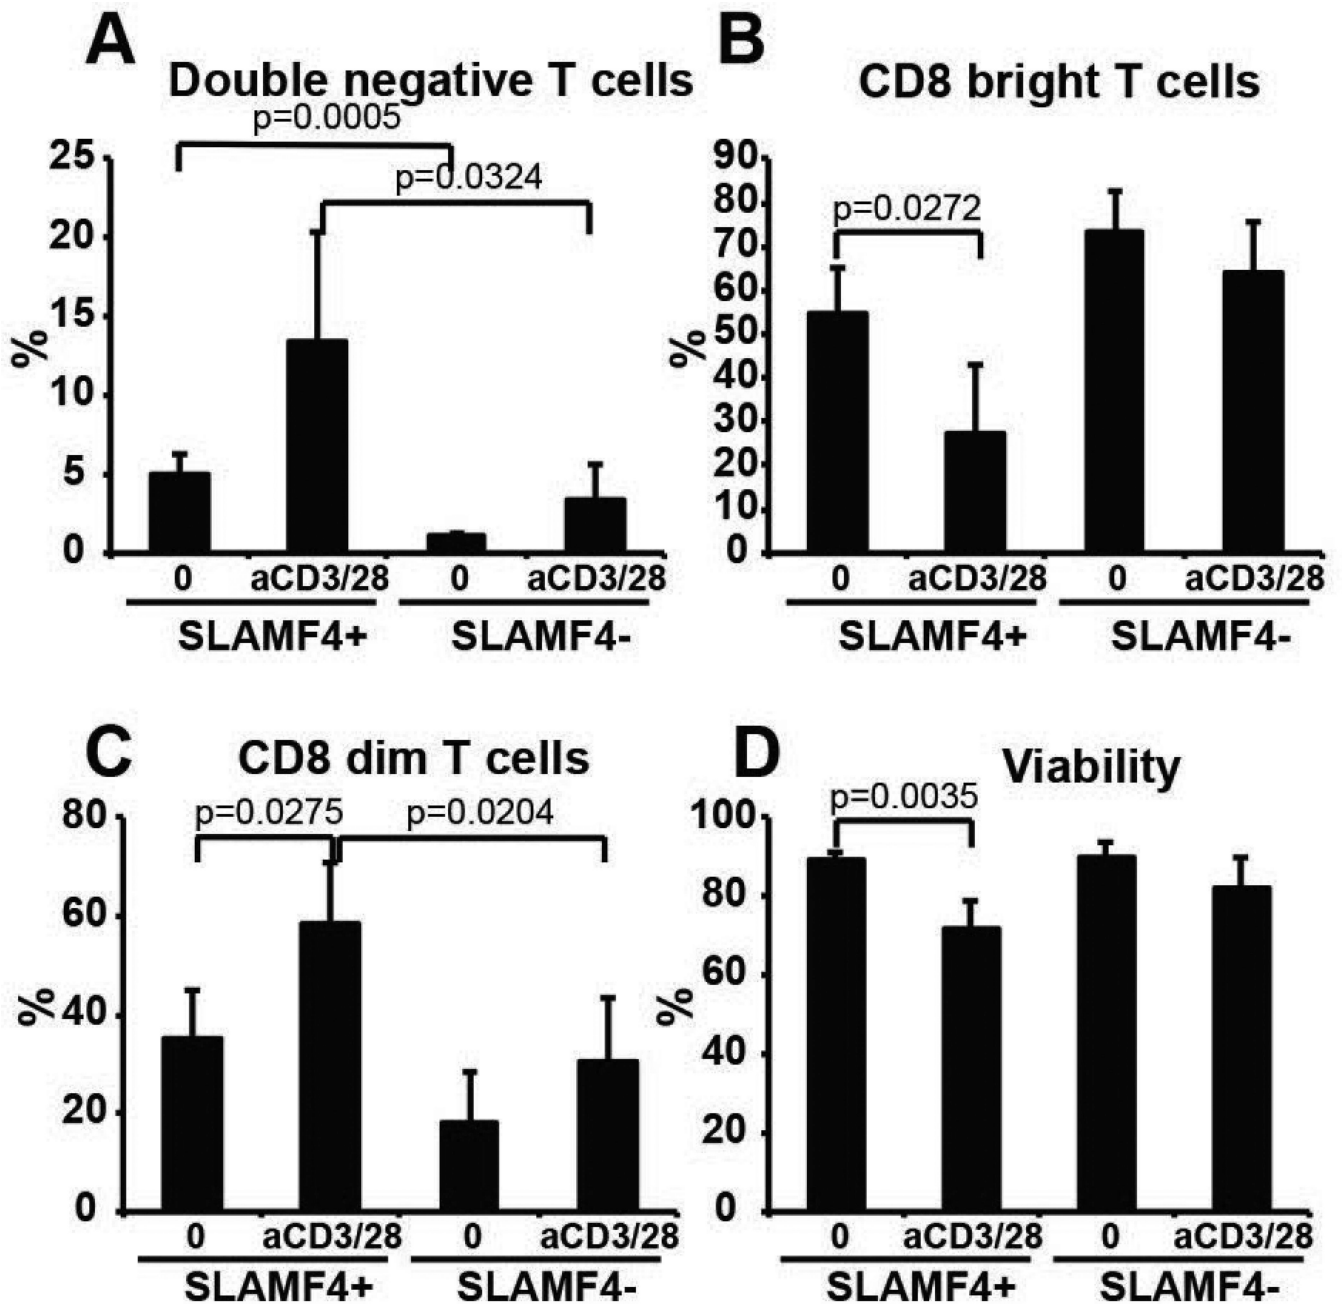 A
Double negative T cells
p=0.0005
p=0.0324
25
20
15
10
5
0
%
0 aCD3/28 0 aCD3/28
SLAMF4+ SLAMF4-
B
CD8 bright T cells
p=0.0272
90
80
70
60
50
40
30
20
10
0
%
0 aCD3/28 0 aCD3/28
SLAMF4+ SLAMF4-
C
CD8 dim T cells
p=0.0275 p=0.0204
80
60
40
20
0
%
0 aCD3/28 0 aCD3/28
SLAMF4+ SLAMF4-
D
Viability
p=0.0035
100
80
60
40
20
0
%
0 aCD3/28 0 aCD3/28
SLAMF4+ SLAMF4-